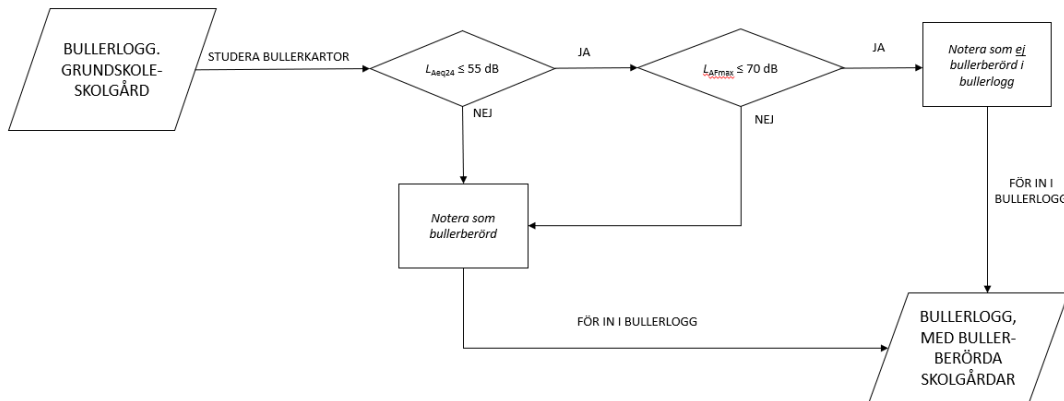 BULLERLOGG.
GRUNDSKOLE-
SKOLGÅRD
STUDERA BULLERKARTOR
LAeq24 ≤ 55 dB
JA
LAFmax ≤ 70 dB
JA
Notera som ej
bullerberörd i
bullerlogg
NEJ
NEJ
Notera som
bullerberörd
FÖR IN I
BULLERLOGG
FÖR IN I BULLERLOGG
BULLERLOGG,
MED BULLER-
BERÖRDA
SKOLGÅRDAR